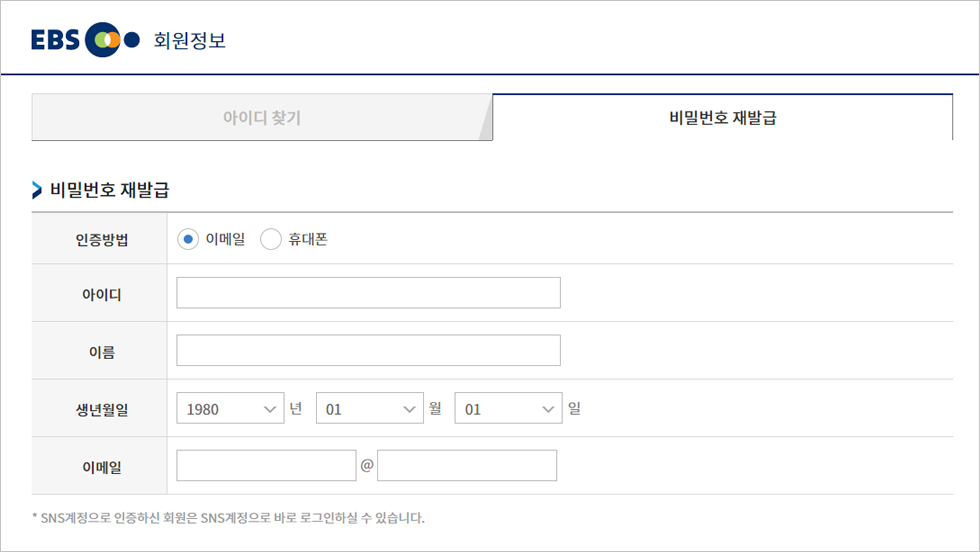 EBS 회원정보
아이디 찾기 비밀번호 재발급
비밀번호 재발급
인증방법 이메일 휴대폰
아이디
이름
생년월일 1980 년 01 월 01 일
이메일 @
* SNS계정으로 인증하신 회원은 SNS계정으로 바로 로그인하실 수 있습니다.